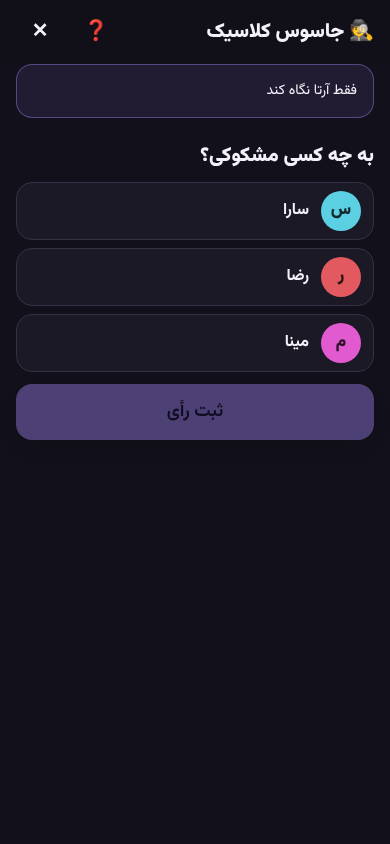 🕵️ جاسوس کلاسیک ❓ ✕
فقط آرتا نگاه کند
به چه کسی مشکوکی؟
س سارا
ر رضا
م مینا
ثبت رأی